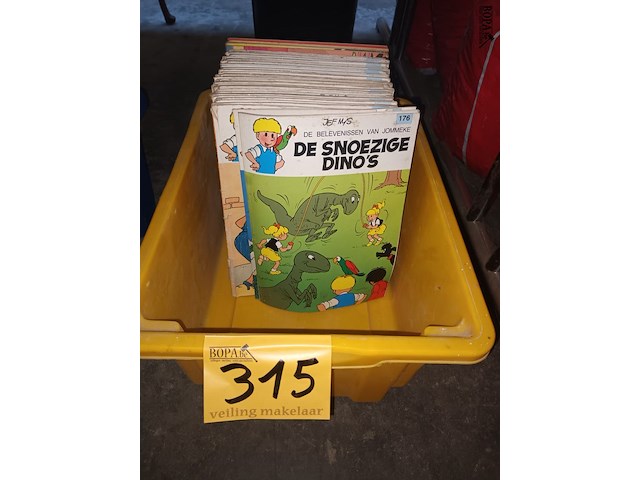 JEF NYS
176
DE BELEVENISSEN VAN JOMMEKE
DE SNOEZIGE
DINO'S
BOPA
315
veiling makelaar
BOPA